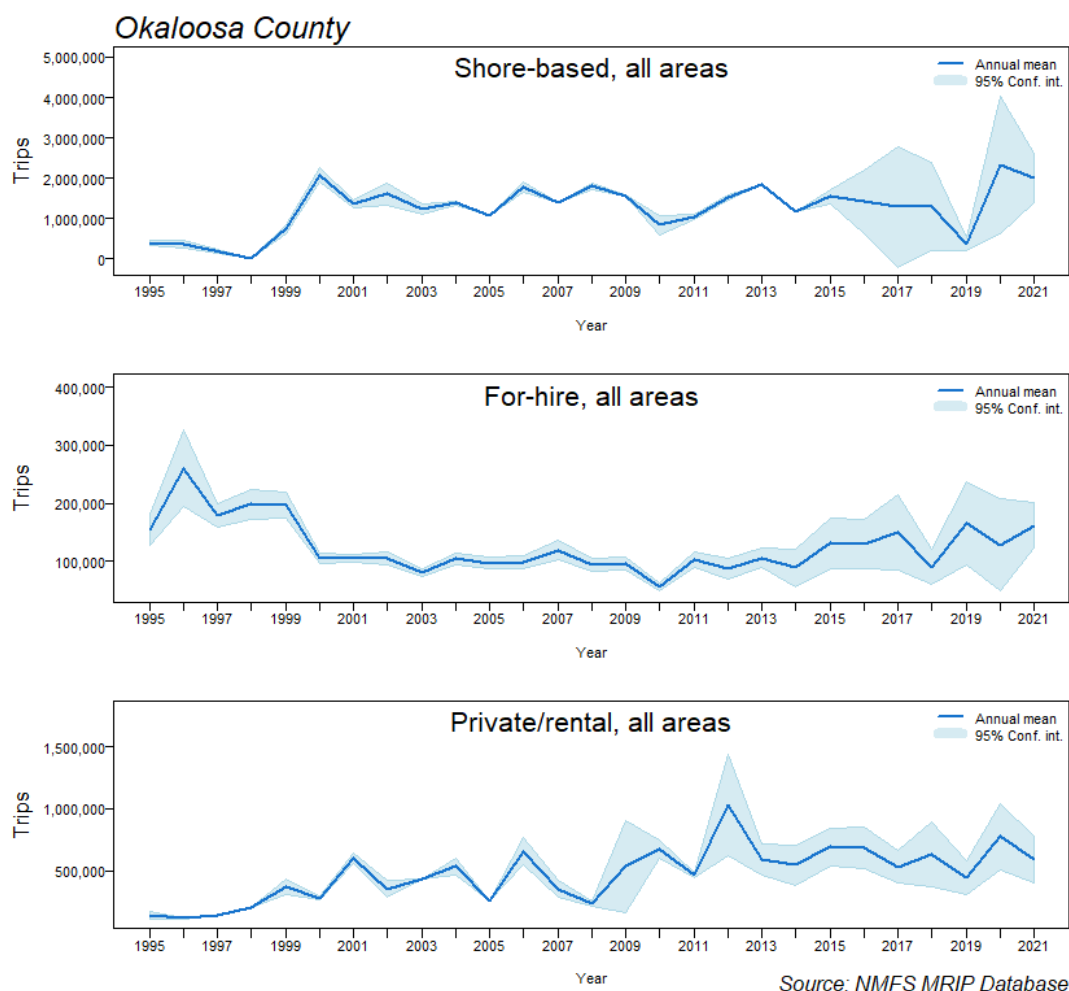 Okaloosa County
Shore-based, all areas
Annual mean
95% Conf. int.
Trips
5,000,000
4,000,000
3,000,000
2,000,000
1,000,000
0
1995 1997 1999 2001 2003 2005 2007 2009 2011 2013 2015 2017 2019 2021
Year
For-hire, all areas
Annual mean
95% Conf. int.
Trips
400,000
300,000
200,000
100,000
1995 1997 1999 2001 2003 2005 2007 2009 2011 2013 2015 2017 2019 2021
Year
Private/rental, all areas
Annual mean
95% Conf. int.
Trips
1,500,000
1,000,000
500,000
1995 1997 1999 2001 2003 2005 2007 2009 2011 2013 2015 2017 2019 2021
Year
Source: NMFS MRIP Database